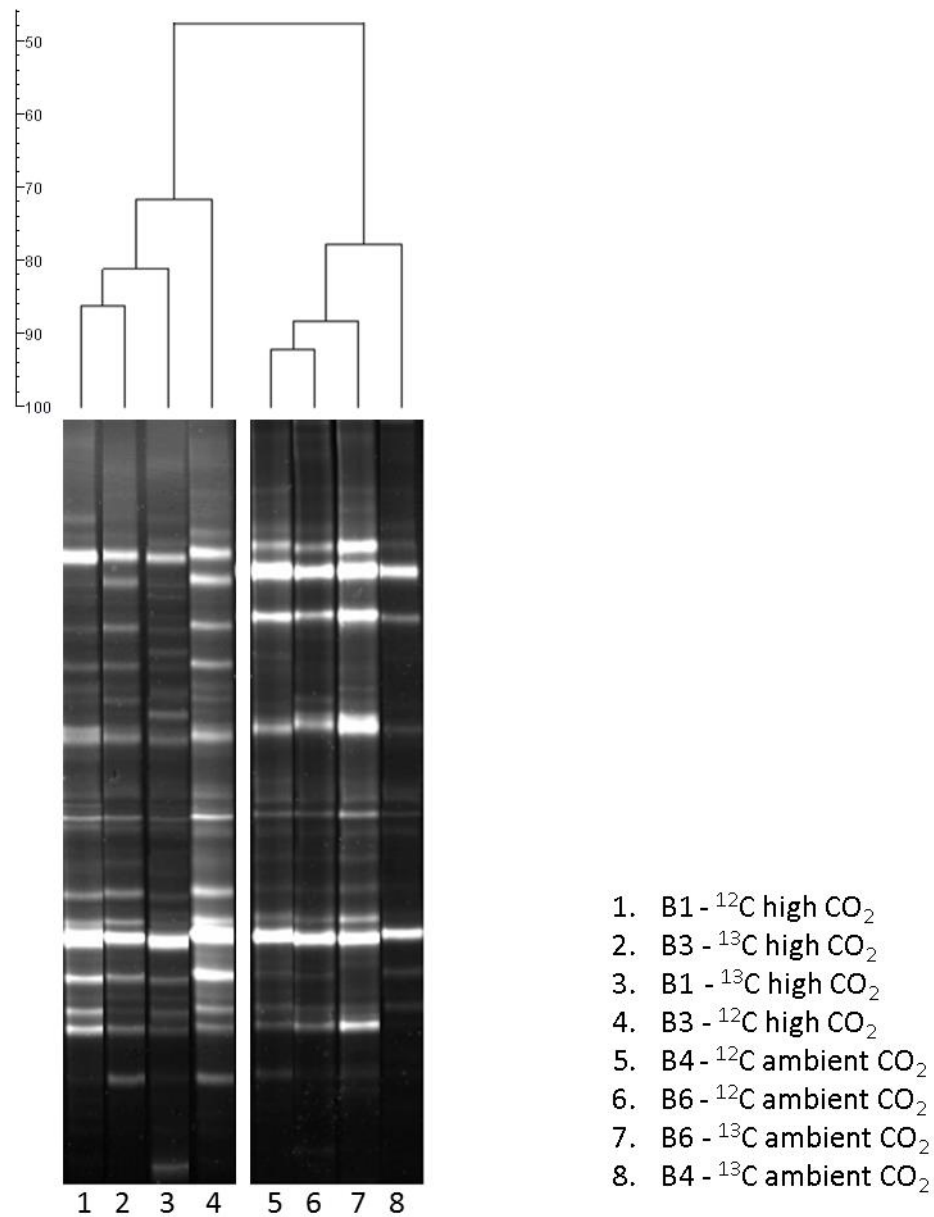 50
60
70
80
90
100
1 2 3 4 5 6 7 8
1. B1 - ¹²C high CO₂
2. B3 - ¹³C high CO₂
3. B1 - ¹³C high CO₂
4. B3 - ¹²C high CO₂
5. B4 - ¹²C ambient CO₂
6. B6 - ¹²C ambient CO₂
7. B6 - ¹³C ambient CO₂
8. B4 - ¹³C ambient CO₂